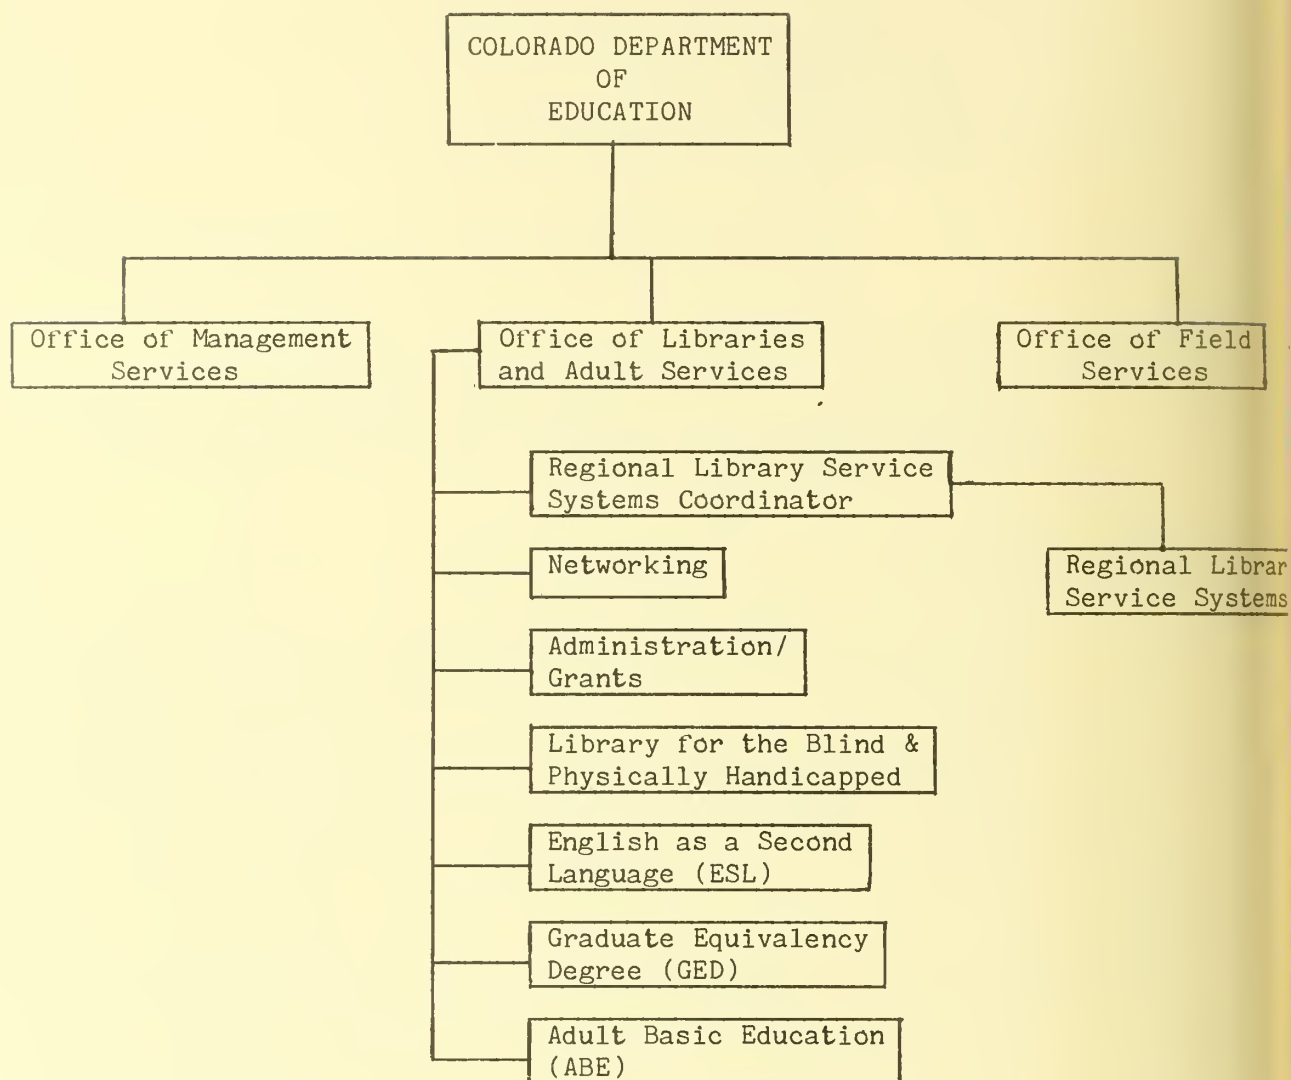 COLORADO DEPARTMENT
OF
EDUCATION
Office of Management
Services
Office of Libraries
and Adult Services
Office of Field
Services
Regional Library Service
Systems Coordinator
Regional Librar
Service Systems
Networking
Administration/
Grants
Library for the Blind &
Physically Handicapped
English as a Second
Language (ESL)
Graduate Equivalency
Degree (GED)
Adult Basic Education
(ABE)